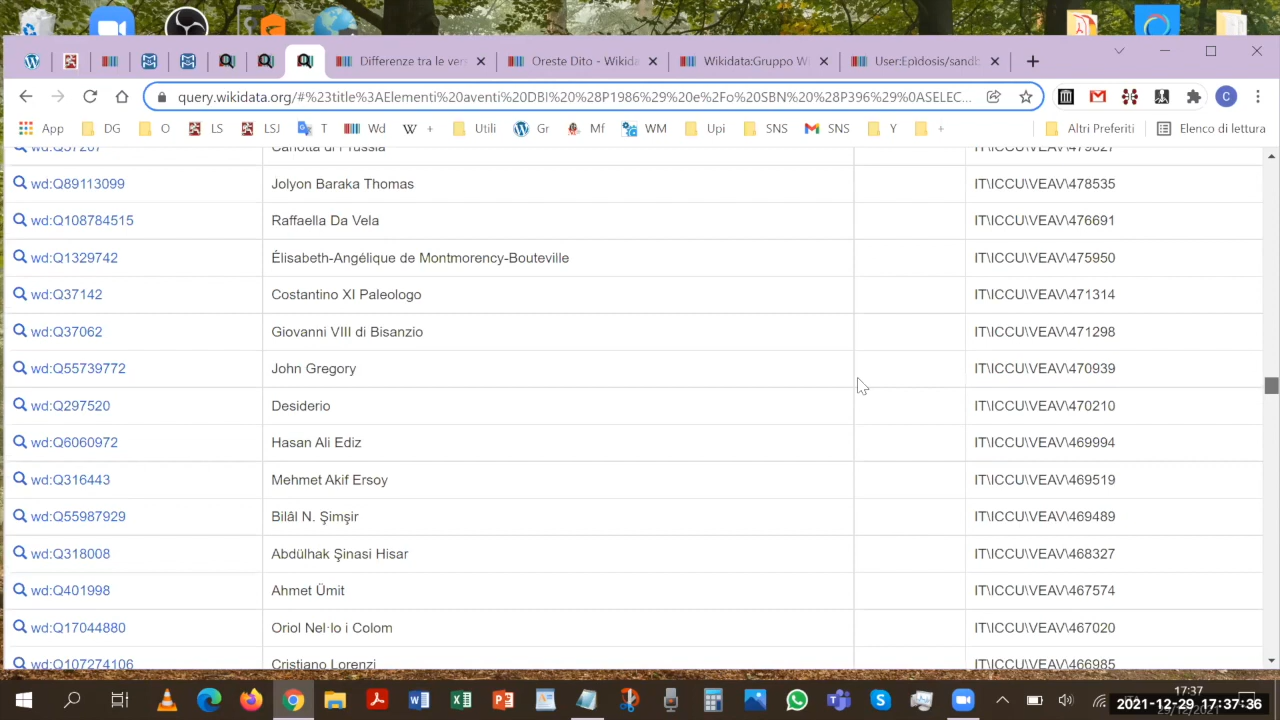 Differenze tra le ver
Oreste Dito - Wikida
Wikidata:Gruppo W
User:Epìdosis/sandb
query.wikidata.org/#%23title%3AElementi%20aventi%20DBI%20%28P1986%29%20e%2Fo%20SBN%20%28P396%29%0ASELEC...
App DG O LS LSJ T Wd + Utili Gr Mf WM Upi SNS SNS Y + Altri Preferiti Elenco di lettura
Carlotta di Prussia
wd:Q89113099 Jolyon Baraka Thomas IT\ICCU\VEAV\478535
wd:Q108784515 Raffaella Da Vela IT\ICCU\VEAV\476691
wd:Q1329742 Élisabeth-Angélique de Montmorency-Bouteville IT\ICCU\VEAV\475950
wd:Q37142 Costantino XI Paleologo IT\ICCU\VEAV\471314
wd:Q37062 Giovanni VIII di Bisanzio IT\ICCU\VEAV\471298
wd:Q55739772 John Gregory IT\ICCU\VEAV\470939
wd:Q297520 Desiderio IT\ICCU\VEAV\470210
wd:Q6060972 Hasan Ali Ediz IT\ICCU\VEAV\469994
wd:Q316443 Mehmet Akif Ersoy IT\ICCU\VEAV\469519
wd:Q55987929 Bilâl N. Şimşir IT\ICCU\VEAV\469489
wd:Q318008 Abdülhak Şinasi Hisar IT\ICCU\VEAV\468327
wd:Q401998 Ahmet Ümit IT\ICCU\VEAV\467574
wd:Q17044880 Oriol Nel·lo i Colom IT\ICCU\VEAV\467020
wd:Q107274106 Cristiano Lorenzi IT\ICCU\VEAV\466985
17:37
2021-12-29 17:37:36